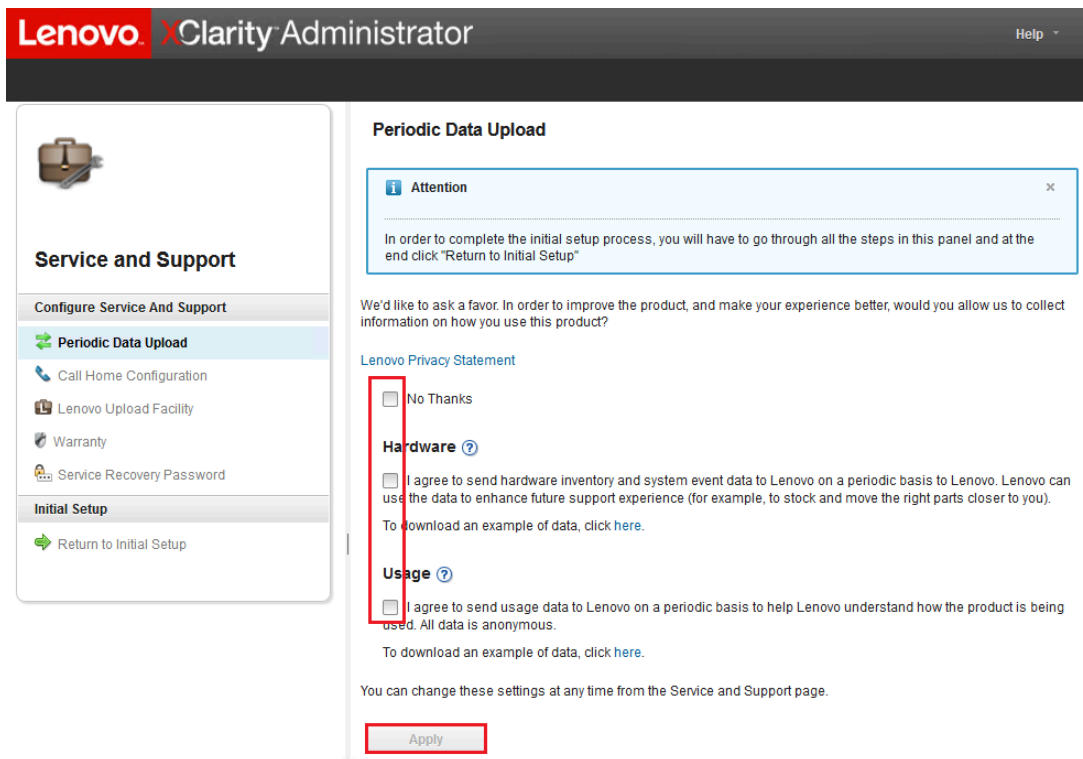 Lenovo. XClarity Administrator
Help
Service and Support
Configure Service And Support
Periodic Data Upload
Call Home Configuration
Lenovo Upload Facility
Warranty
Service Recovery Password
Initial Setup
Return to Initial Setup
Periodic Data Upload
Attention
In order to complete the initial setup process, you will have to go through all the steps in this panel and at the
end click "Return to Initial Setup"
We'd like to ask a favor. In order to improve the product, and make your experience better, would you allow us to collect
information on how you use this product?
Lenovo Privacy Statement
No Thanks
Hardware
I agree to send hardware inventory and system event data to Lenovo on a periodic basis to Lenovo. Lenovo can
use the data to enhance future support experience (for example, to stock and move the right parts closer to you).
To download an example of data, click here.
Usage
I agree to send usage data to Lenovo on a periodic basis to help Lenovo understand how the product is being
used. All data is anonymous.
To download an example of data, click here.
You can change these settings at any time from the Service and Support page.
Apply